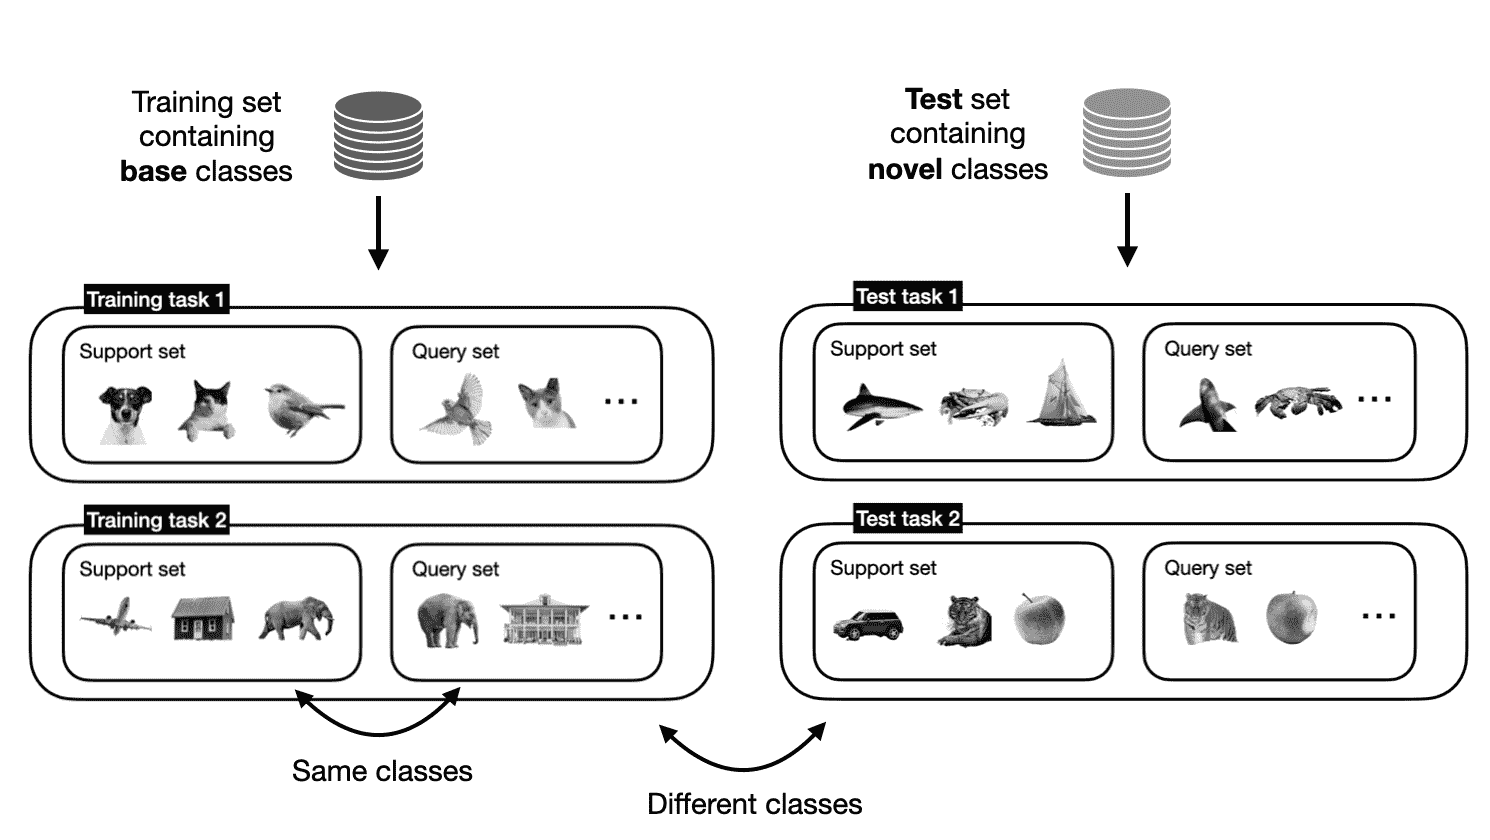 Training set
containing
base classes
Test set
containing
novel classes
Training task 1
Support set
Query set
...
Test task 1
Support set
Query set
...
Training task 2
Support set
Query set
...
Test task 2
Support set
Query set
...
Same classes
Different classes